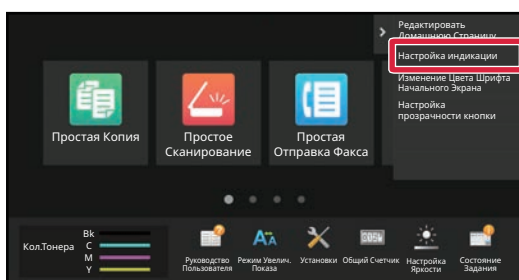 Редактировать
Домашнюю Страницу
Настройка индикации
Изменение Цвета Шрифта
Начального Экрана
Настройка
прозрачности кнопки
Простая Копия
Простое
Сканирование
Простая
Отправка Факса
Кол.Тонера
Bk
C
M
Y
Руководство
Пользователя
Режим Увелич.
Показа
Установки
Общий Счетчик
Настройка
Яркости
Состояние
Задания